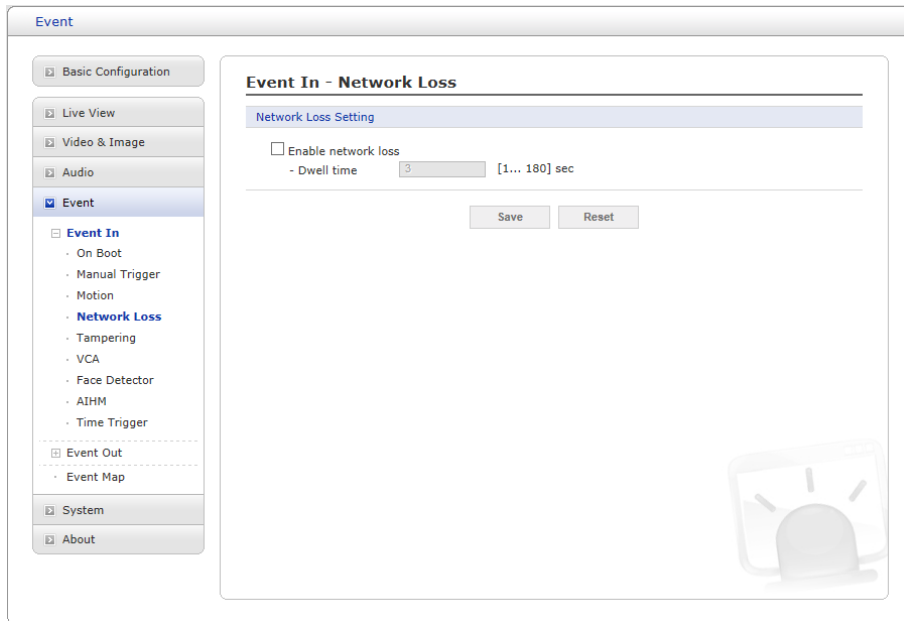 Event
Basic Configuration
Live View
Video & Image
Audio
Event
Event In
· On Boot
· Manual Trigger
· Motion
· Network Loss
· Tampering
· VCA
· Face Detector
· AIHM
· Time Trigger
Event Out
· Event Map
System
About
Event In - Network Loss
Network Loss Setting
Enable network loss
- Dwell time 3 [1... 180] sec
Save Reset